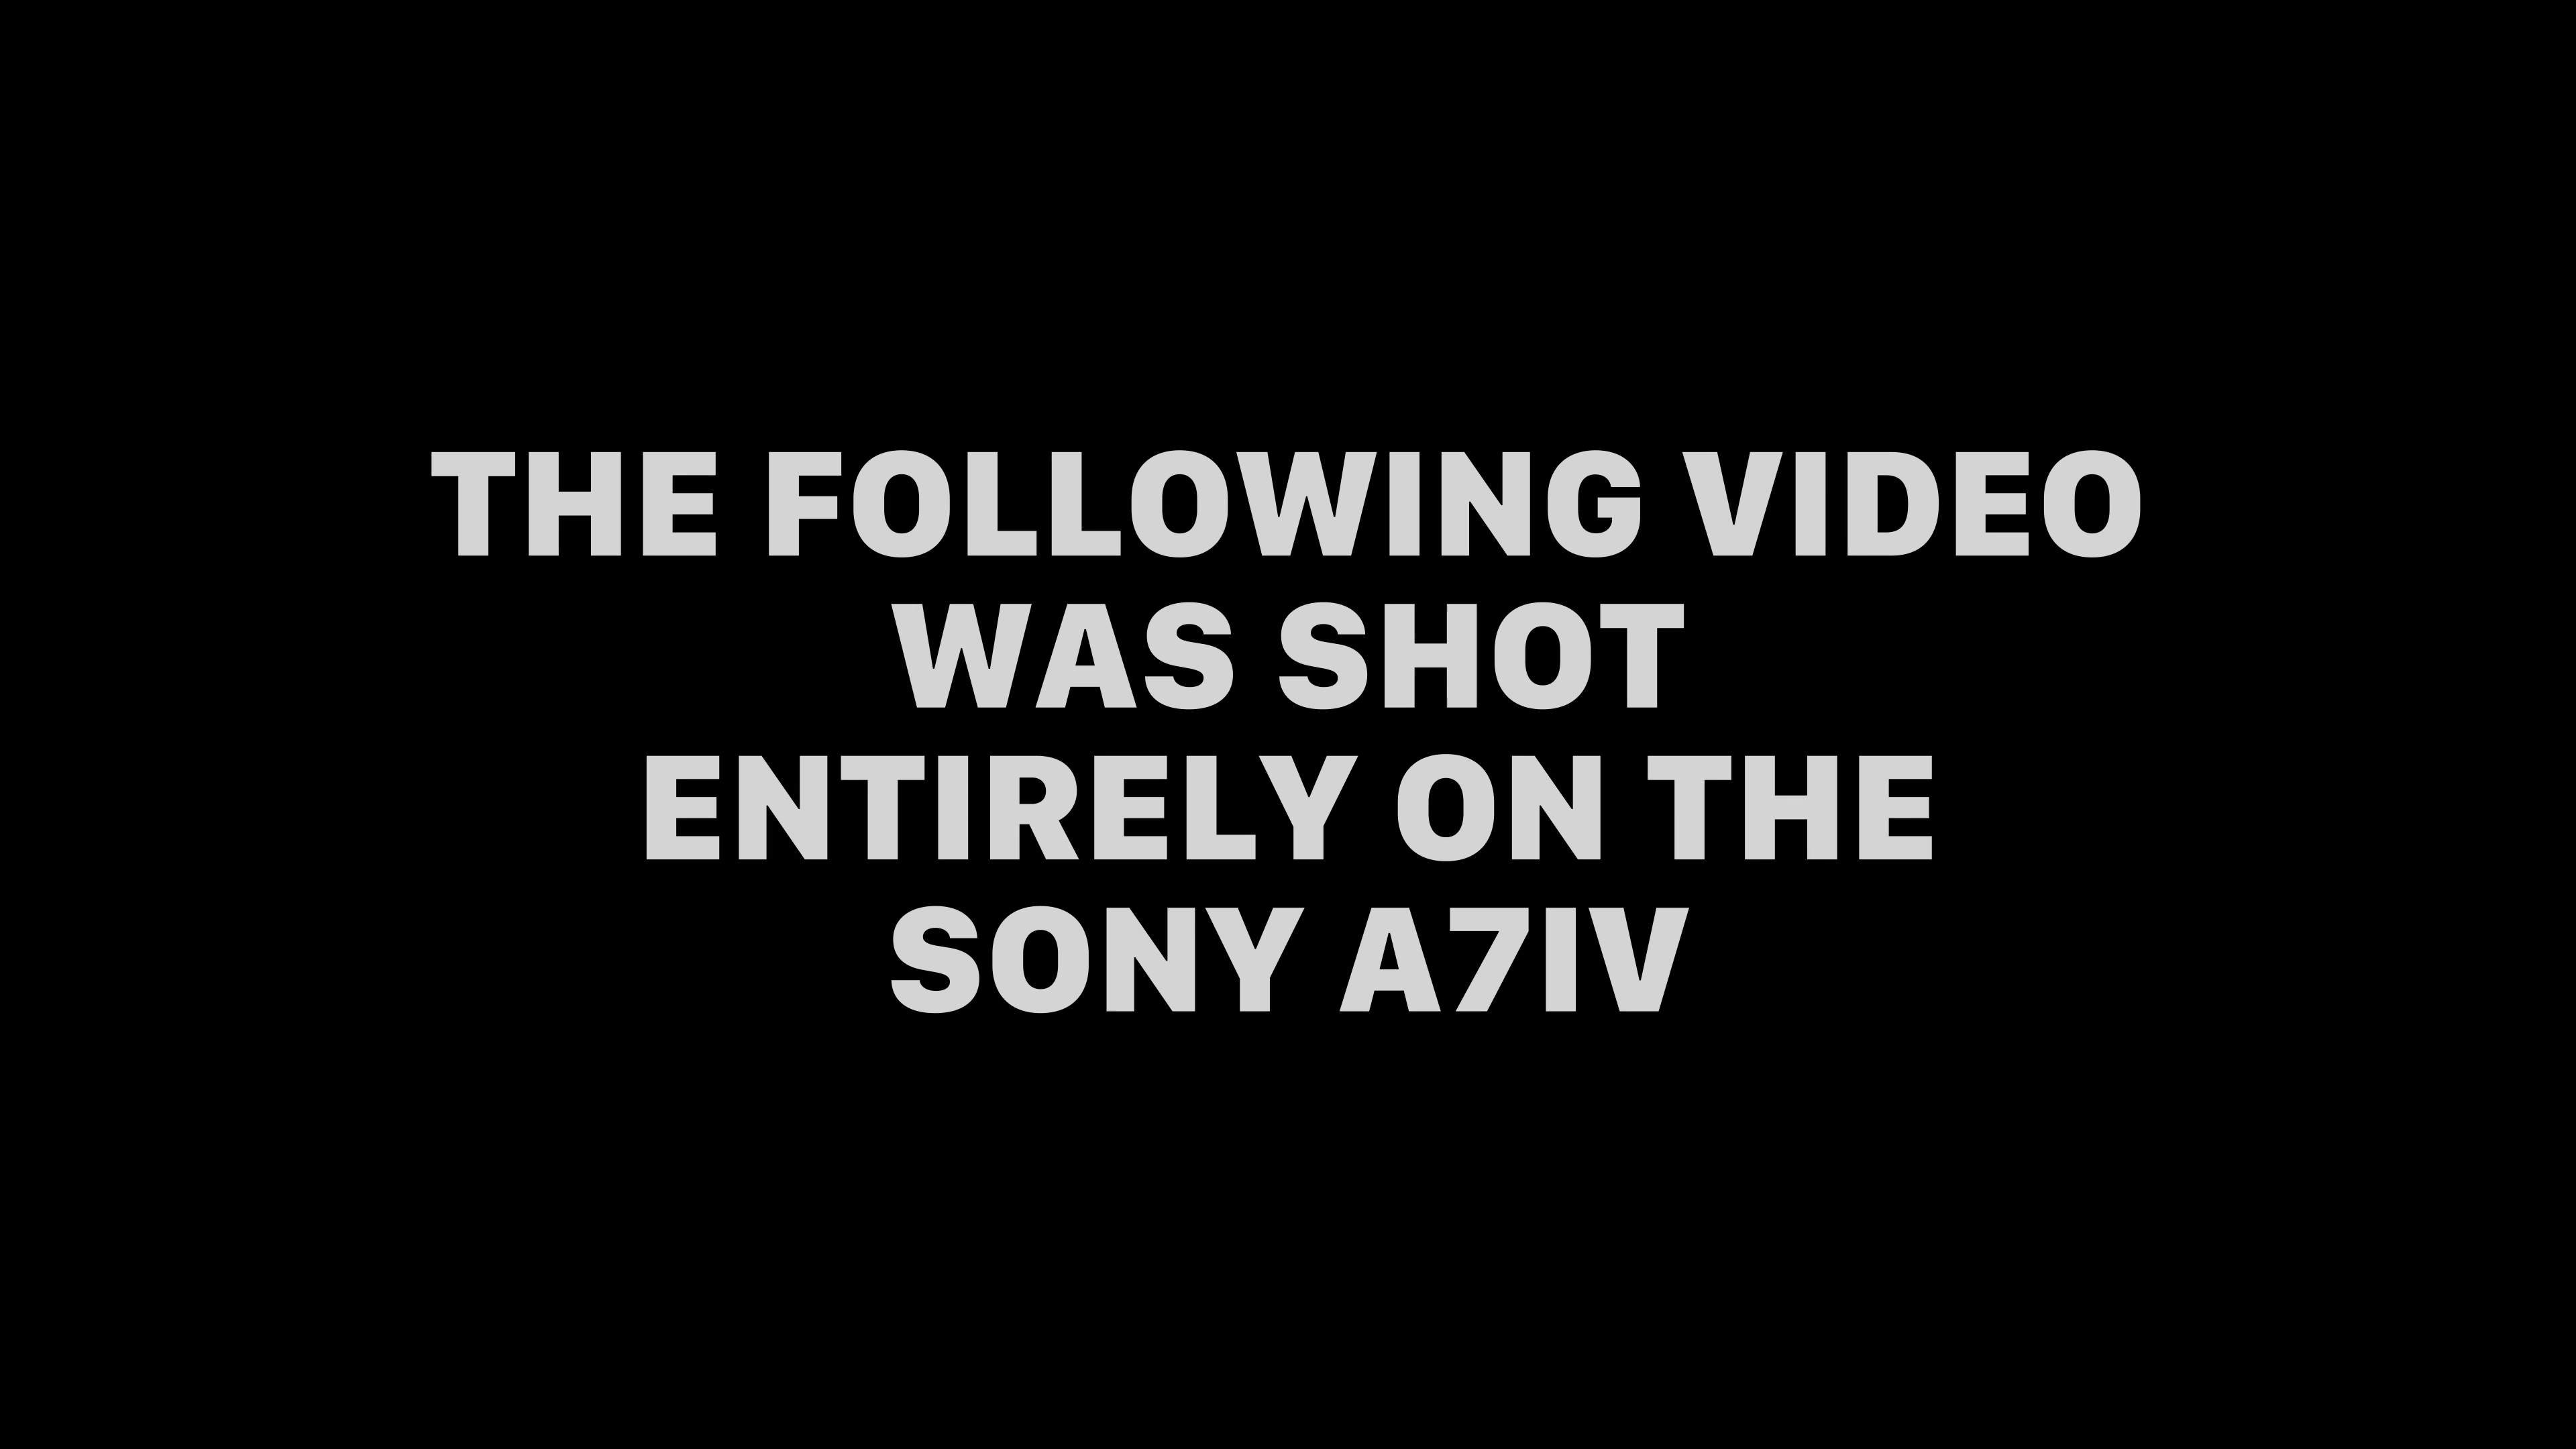 THE FOLLOWING VIDEO
WAS SHOT
ENTIRELY ON THE
SONY A7IV